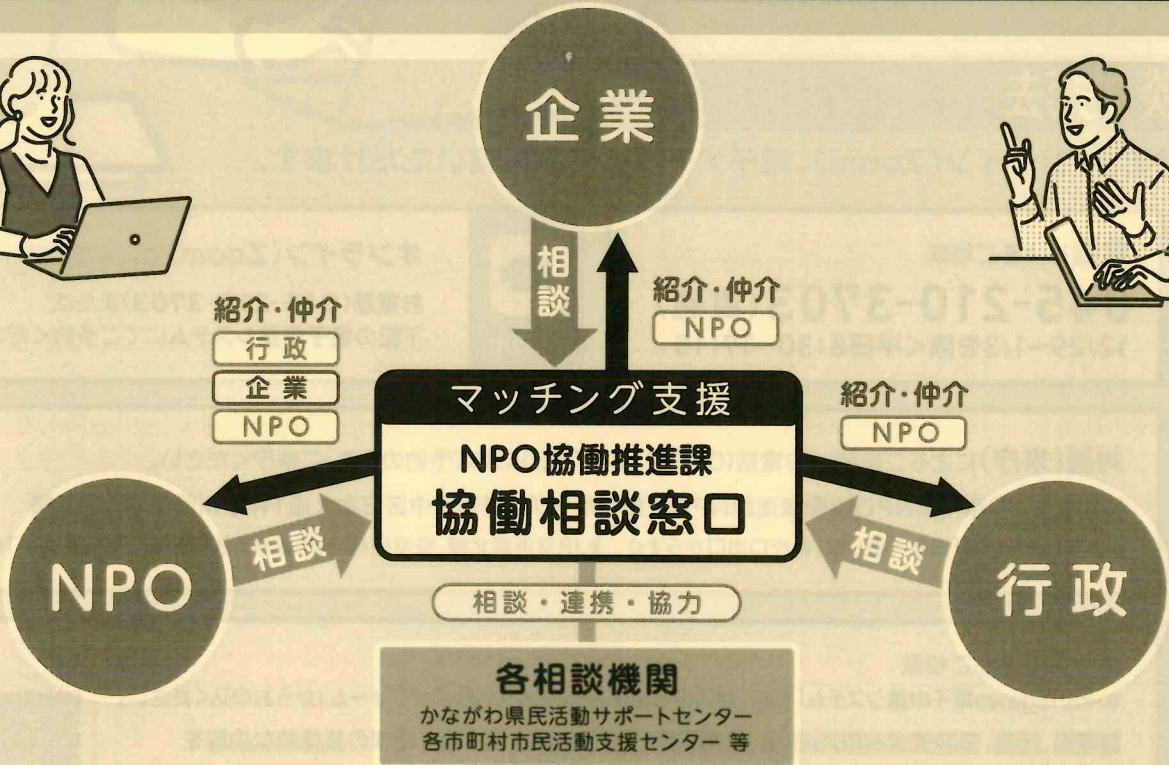 企業
相談
紹介・仲介
NPO
紹介・仲介
行政
企業
NPO
紹介・仲介
NPO
マッチング支援
NPO協働推進課
協働相談窓口
NPO
相談
相談
行政
相談・連携・協力
各相談機関
かながわ県民活動サポートセンター
各市町村市民活動支援センター 等